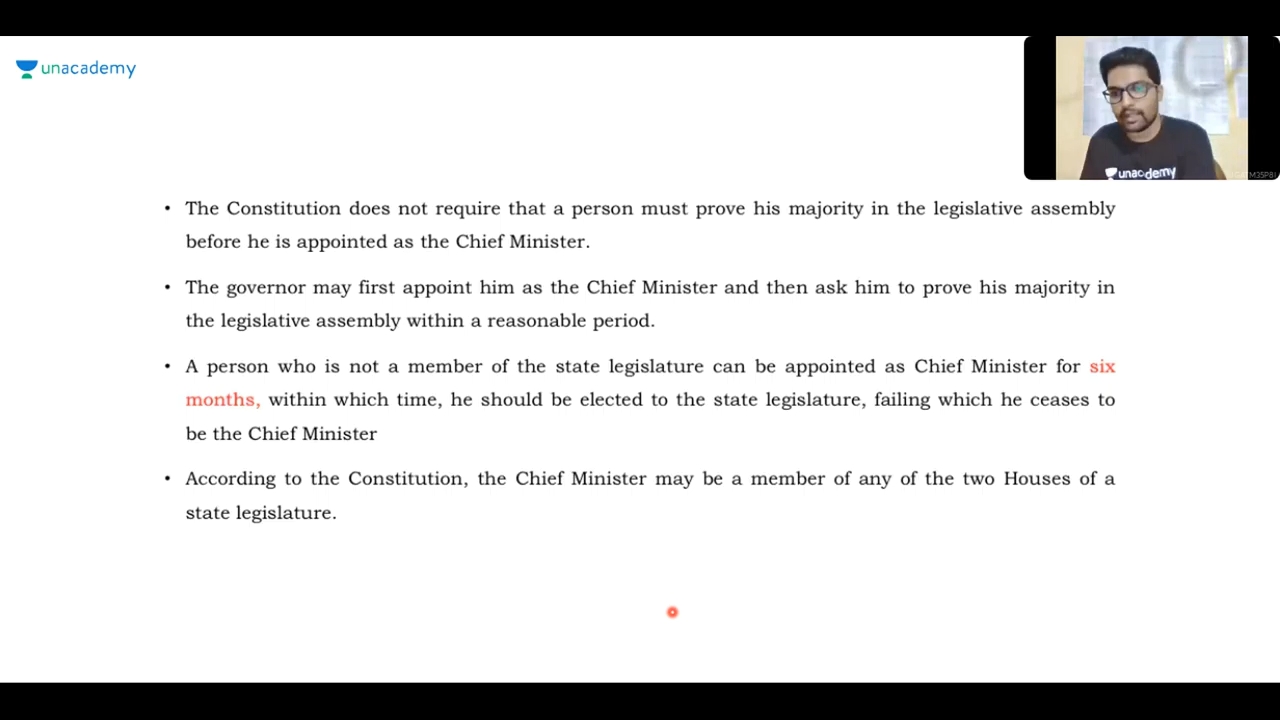 unacademy
unacademy
• The Constitution does not require that a person must prove his majority in the legislative assembly
before he is appointed as the Chief Minister.
• The governor may first appoint him as the Chief Minister and then ask him to prove his majority in
the legislative assembly within a reasonable period.
• A person who is not a member of the state legislature can be appointed as Chief Minister for six
months, within which time, he should be elected to the state legislature, failing which he ceases to
be the Chief Minister
• According to the Constitution, the Chief Minister may be a member of any of the two Houses of a
state legislature.